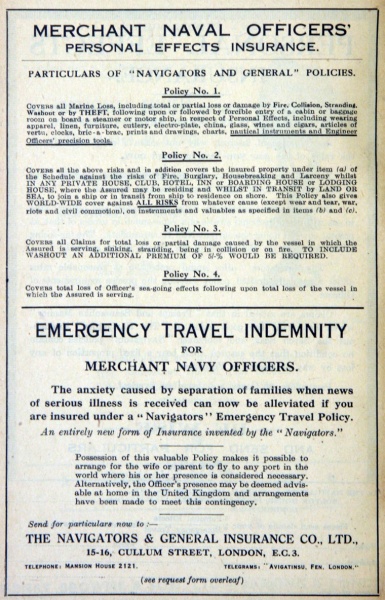 MERCHANT NAVAL OFFICERS'
PERSONAL EFFECTS INSURANCE.
PARTICULARS OF "NAVIGATORS AND GENERAL" POLICIES.
Policy No. 1.
COVERS all Marine Loss, including total or partial loss or damage by Fire, Collision, Stranding,
Washout or by THEFT, following upon or followed by forcible entry of a cabin or baggage
room on board a steamer or motor ship, in respect of Personal Effects, including wearing
apparel, linen, furniture, cutlery, electro-plate, china, glass, wines and cigars, articles of
vertu, clocks, bric-a-brac, prints and drawings, charts, nautical instruments and Engineer
Officers' precision tools.
Policy No. 2.
COVERS all the above risks and in addition covers the insured property under item (a) of
the Schedule against the risks of Fire, Burglary, Housebreaking and Larceny whilst
IN ANY PRIVATE HOUSE, CLUB, HOTEL, INN or BOARDING HOUSE or LODGING
HOUSE, where the Assured may be residing and WHILST IN TRANSIT by LAND OR
SEA, to join a ship or in transit from ship to residence on shore. This Policy also gives
WORLD-WIDE cover against ALL RISKS from whatever cause (except wear and tear, war,
riots and civil commotion), on instruments and valuables as specified in items (b) and (c).
Policy No. 3.
COVERS all Claims for total loss or partial damage caused by the vessel in which the
Assured is serving, sinking, stranding, being in collision or on fire. TO INCLUDE
WASHOUT AN ADDITIONAL PREMIUM OF 5/-% WOULD BE REQUIRED.
Policy No. 4.
COVERS total loss of Officer's sea-going effects following upon total loss of the vessel in
which the Assured is serving.
EMERGENCY TRAVEL INDEMNITY
FOR
MERCHANT NAVY OFFICERS.
The anxiety caused by separation of families when news
of serious illness is received can now be alleviated if you
are insured under a "Navigators" Emergency Travel Policy.
An entirely new form of Insurance invented by the "Navigators."
Possession of this valuable Policy makes it possible to
arrange for the wife or parent to fly to any port in the
world where his or her presence is considered necessary.
Alternatively, the Officer's presence may be deemed advis-
able at home in the United Kingdom and arrangements
have been made to meet this contingency.
Send for particulars now to :—
THE NAVIGATORS & GENERAL INSURANCE CO., LTD.,
15-16, CULLUM STREET, LONDON, E.C.3.
TELEPHONE: MANSION HOUSE 2121. TELEGRAMS: "AVIGATINSU, FEN, LONDON."
(see request form overleaf)